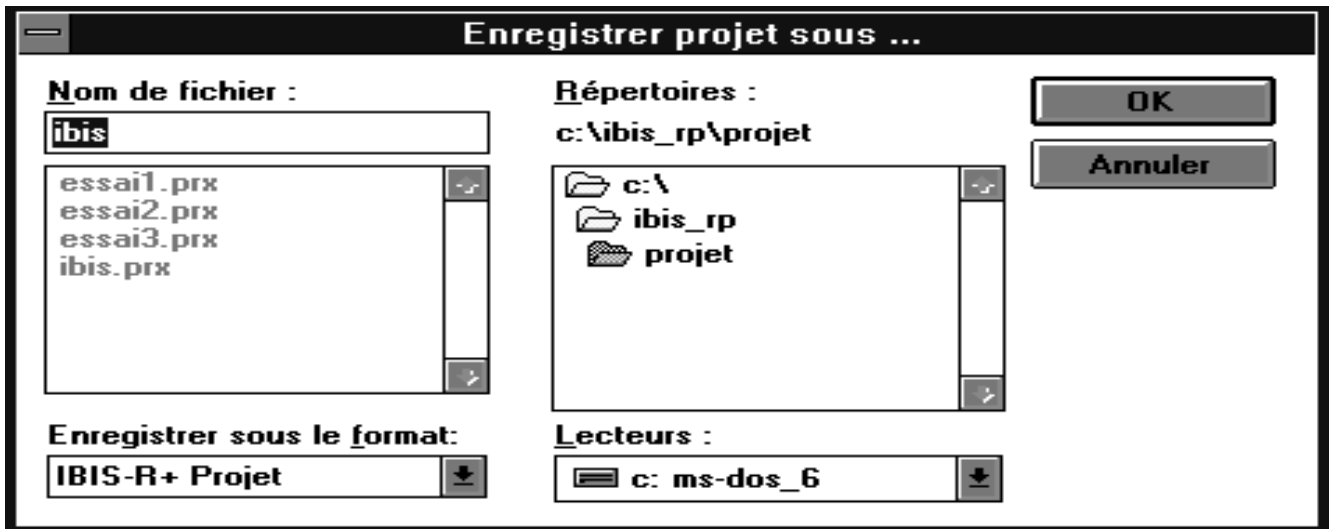 Enregistrer projet sous ...
Nom de fichier :
ibis
essai1.prx
essai2.prx
essai3.prx
ibis.prx
Enregistrer sous le format:
IBIS-R+ Projet
Répertoires :
c:\ibis_rp\projet
c:\
ibis_rp
projet
Lecteurs :
c: ms-dos_6
OK
Annuler